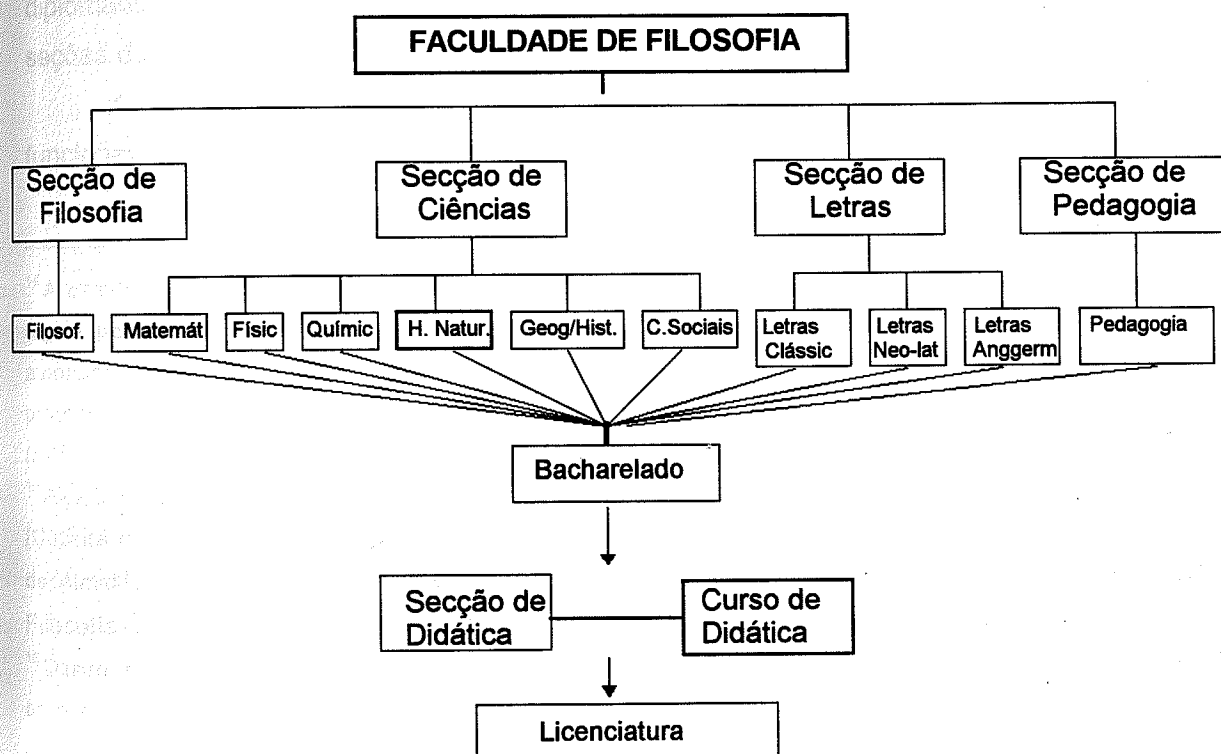 FACULDADE DE FILOSOFIA
Secção de
Filosofia
Secção de
Ciências
Secção de
Letras
Secção de
Pedagogia
Filosof.
Matemát
Físic
Químic
H. Natur.
Geog/Hist.
C.Sociais
Letras
Clássic
Letras
Neo-lat
Letras
Anggerm
Pedagogia
Bacharelado
Secção de
Didática
Curso de
Didática
Licenciatura